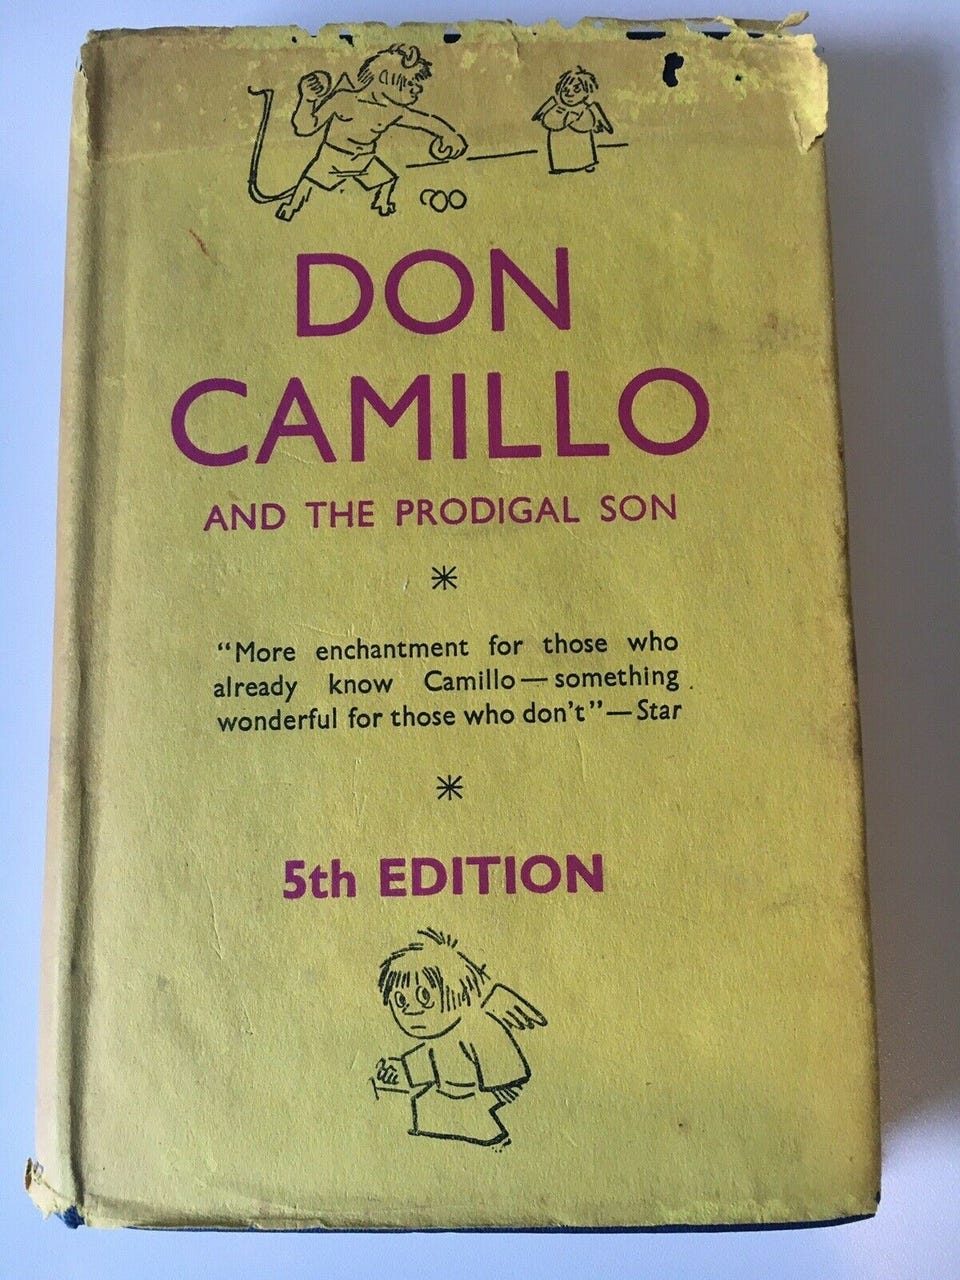 DON
CAMILLO
AND THE PRODIGAL SON
"More enchantment for those who
already know Camillo—something
wonderful for those who don't"—Star
5th EDITION